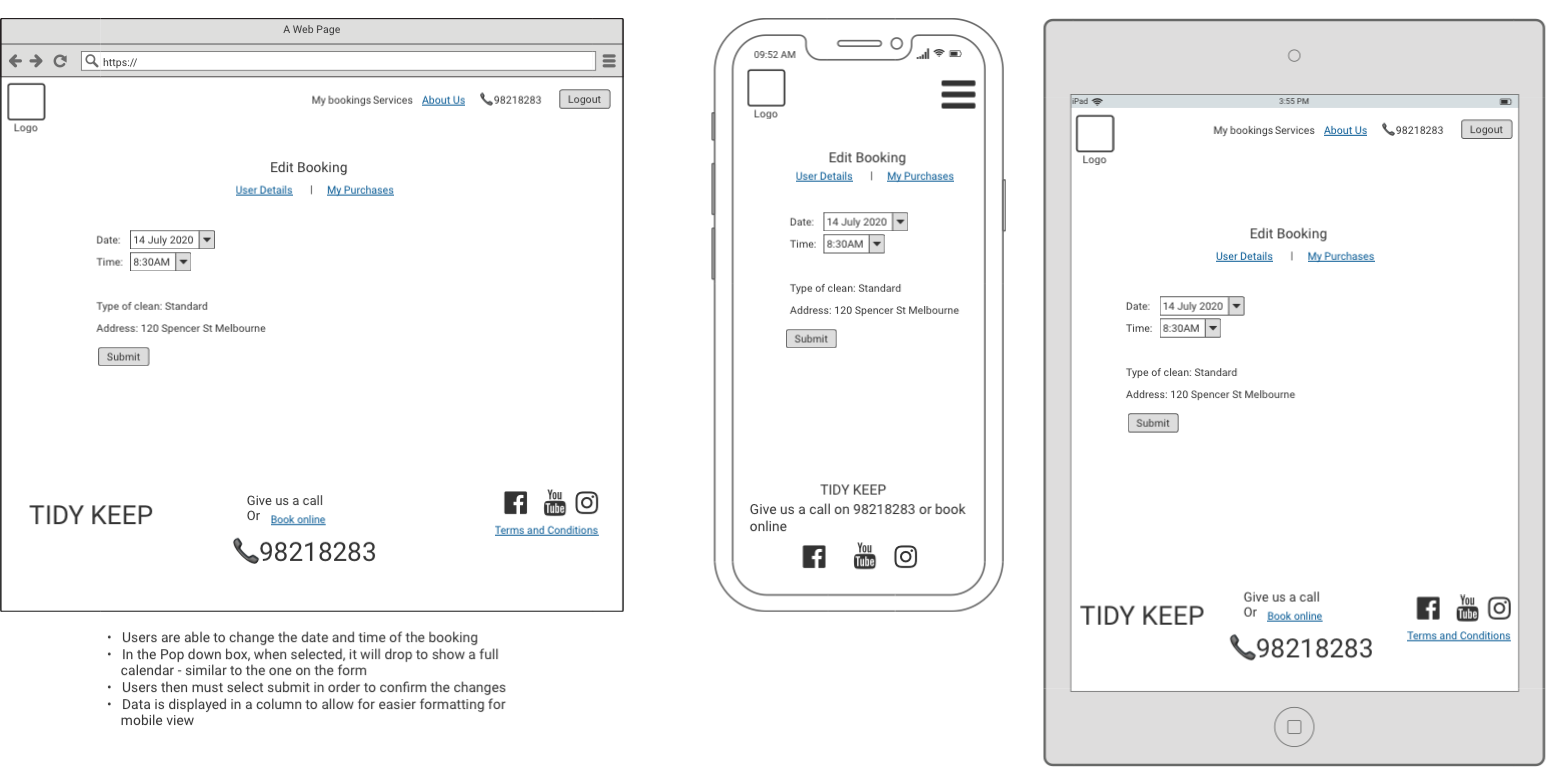 A Web Page
https://
My bookings Services About Us 98218283 Logout
Logo
Edit Booking
User Details | My Purchases
Date: 14 July 2020
Time: 8:30AM
Type of clean: Standard
Address: 120 Spencer St Melbourne
Submit
TIDY KEEP
Give us a call
Or Book online
98218283
You
Tube
Terms and Conditions
• Users are able to change the date and time of the booking
• In the Pop down box, when selected, it will drop to show a full
calendar - similar to the one on the form
• Users then must select submit in order to confirm the changes
• Data is displayed in a column to allow for easier formatting for
mobile view
09:52 AM
Logo
Edit Booking
User Details | My Purchases
Date: 14 July 2020
Time: 8:30AM
Type of clean: Standard
Address: 120 Spencer St Melbourne
Submit
TIDY KEEP
Give us a call on 98218283 or book
online
You
Tube
iPad 3:55 PM
My bookings Services About Us 98218283 Logout
Logo
Edit Booking
User Details | My Purchases
Date: 14 July 2020
Time: 8:30AM
Type of clean: Standard
Address: 120 Spencer St Melbourne
Submit
TIDY KEEP
Give us a call
Or Book online
98218283
You
Tube
Terms and Conditions